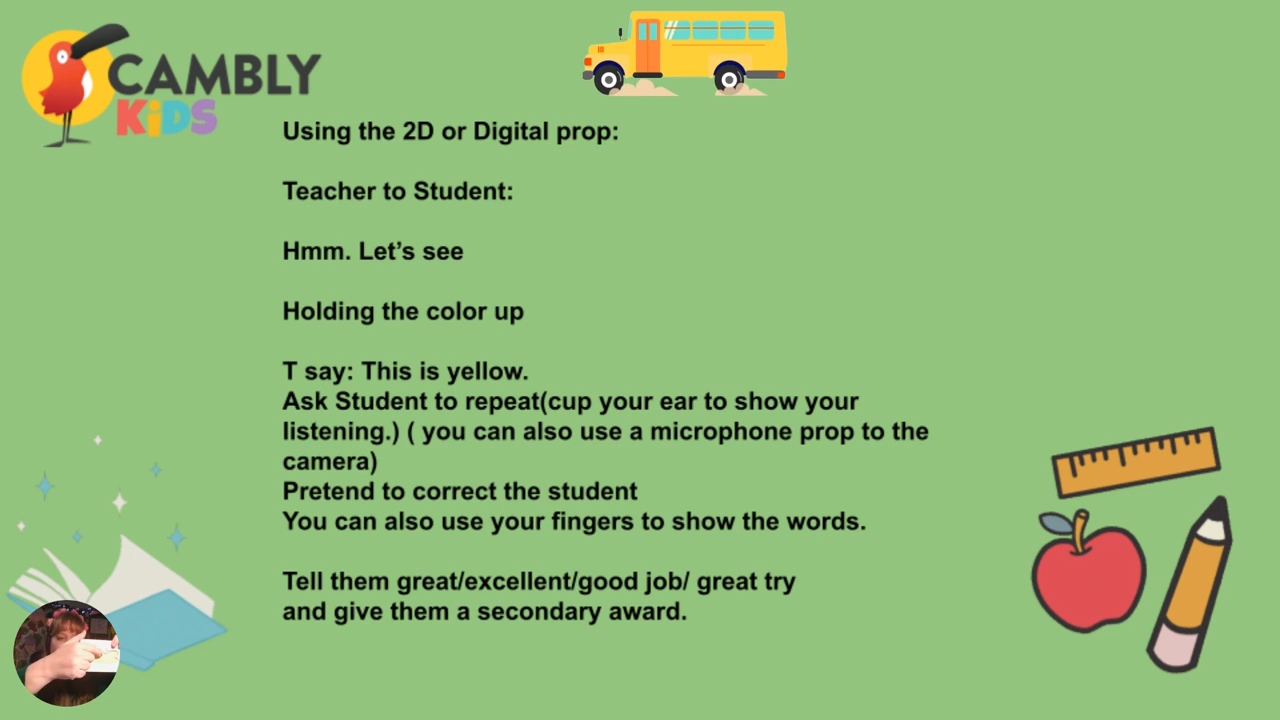 CAMBLY
KiDS
Using the 2D or Digital prop:
Teacher to Student:
Hmm. Let’s see
Holding the color up
T say: This is yellow.
Ask Student to repeat(cup your ear to show your
listening.) ( you can also use a microphone prop to the
camera)
Pretend to correct the student
You can also use your fingers to show the words.
Tell them great/excellent/good job/ great try
and give them a secondary award.